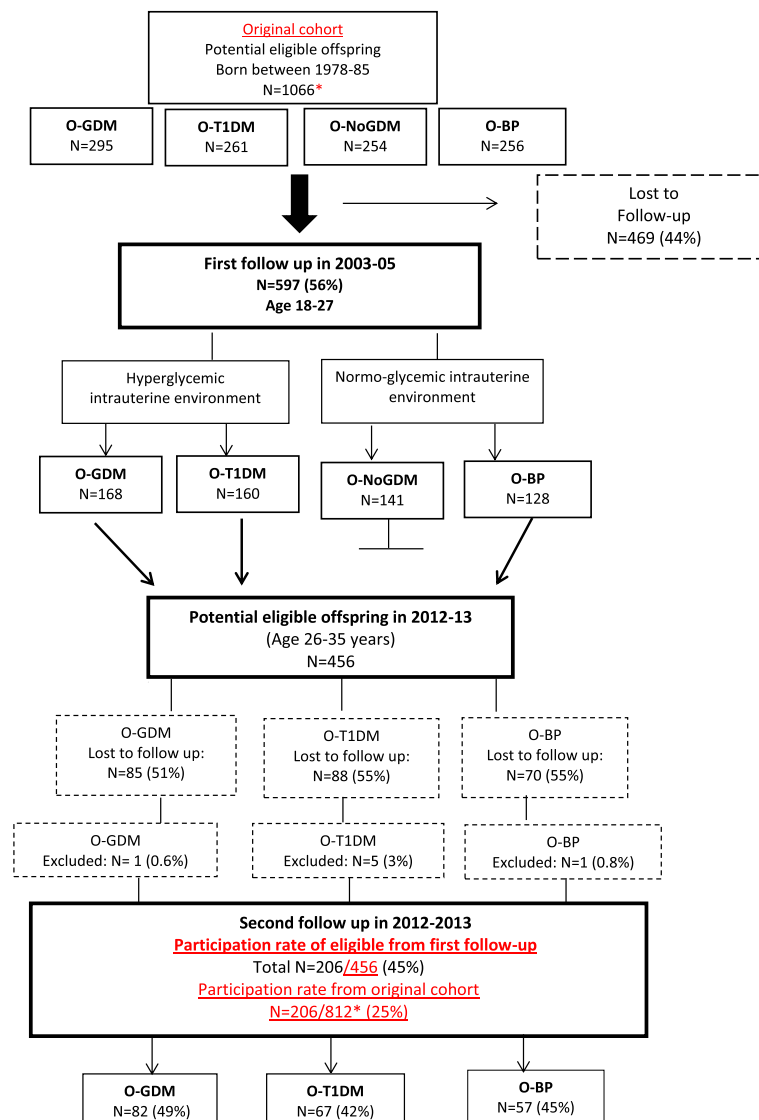 Original cohort
Potential eligible offspring
Born between 1978-85
N=1066*
O-GDM
N=295
O-T1DM
N=261
O-NoGDM
N=254
O-BP
N=256
Lost to
Follow-up
N=469 (44%)
First follow up in 2003-05
N=597 (56%)
Age 18-27
Hyperglycemic
intrauterine environment
Normo-glycemic intrauterine
environment
O-GDM
N=168
O-T1DM
N=160
O-NoGDM
N=141
O-BP
N=128
Potential eligible offspring in 2012-13
(Age 26-35 years)
N=456
O-GDM
Lost to follow up:
N=85 (51%)
O-T1DM
Lost to follow up:
N=88 (55%)
O-BP
Lost to follow up:
N=70 (55%)
O-GDM
Excluded: N= 1 (0.6%)
O-T1DM
Excluded: N=5 (3%)
O-BP
Excluded: N=1 (0.8%)
Second follow up in 2012-2013
Participation rate of eligible from first follow-up
Total N=206/456 (45%)
Participation rate from original cohort
N=206/812* (25%)
O-GDM
N=82 (49%)
O-T1DM
N=67 (42%)
O-BP
N=57 (45%)